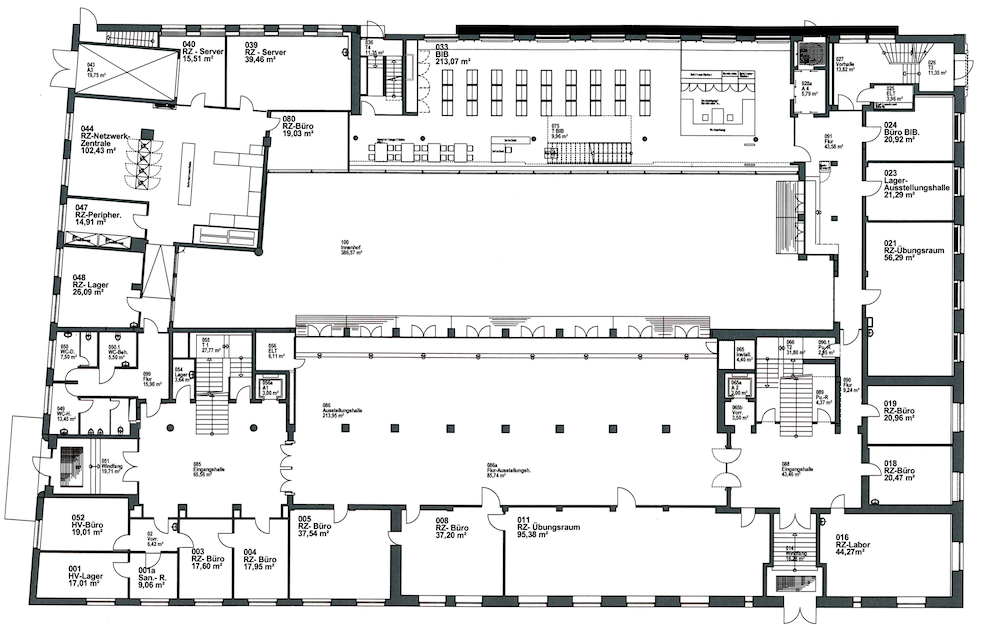 040
RZ - Server
15,51 m²
039
RZ - Server
39,46 m²
036
T4
11,35 m²
033
BIB
213,07 m²
027
Vorhalle
13,82 m²
026
T3
11,35 m²
043
A3
19,75 m²
028a
A 4
5,79 m²
025
ELT
3,96 m²
044
RZ-Netzwerk-
Zentrale
102,43 m²
080
RZ-Büro
19,03 m²
075
T BIB
9,96 m²
091
Flur
43,58 m²
024
Büro BIB.
20,92 m²
023
Lager-
Ausstellungshalle
21,29 m²
047
RZ-Peripher.
14,91 m²
100
Innenhof
386,57 m²
021
RZ-Übungsraum
56,29 m²
048
RZ- Lager
26,09 m²
050
WC-D.
7,50 m²
050.1
WC-Beh.
5,50 m²
055
T 1
27,77 m²
056
ELT
6,11 m²
065
Install.
4,40 m²
066
T2
31,80 m²
090.1
Pu.-R
2,85 m²
099
Flur
15,90 m²
054
Lager
3,64 m²
056a
A1
3,00 m²
065a
A 2
3,00 m²
089
Pu.-R
4,37 m²
090
Flur
9,24 m²
049
WC-H.
13,45 m²
086
Ausstellungshalle
213,95 m²
065b
Vorr.
3,50 m²
019
RZ-Büro
20,96 m²
051
Windfang
19,71 m²
085
Eingangshalle
65,56 m²
086a
Flur-Ausstellungsh.
85,74 m²
088
Eingangshalle
43,46 m²
018
RZ-Büro
20,47 m²
052
HV-Büro
19,01 m²
02
Vorr.
6,42 m²
003
RZ- Büro
17,60 m²
004
RZ- Büro
17,95 m²
005
RZ- Büro
37,54 m²
008
RZ- Büro
37,20 m²
011
RZ- Übungsraum
95,38 m²
014
Windfang
016
RZ-Labor
44,27m²
001
HV-Lager
17,01 m²
001a
San.- R.
9,06 m²